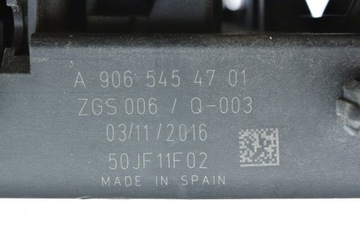 A 906 545 47 01
ZGS 006 / Q-003
03/11/2016
50JF11F02
MADE IN SPAIN